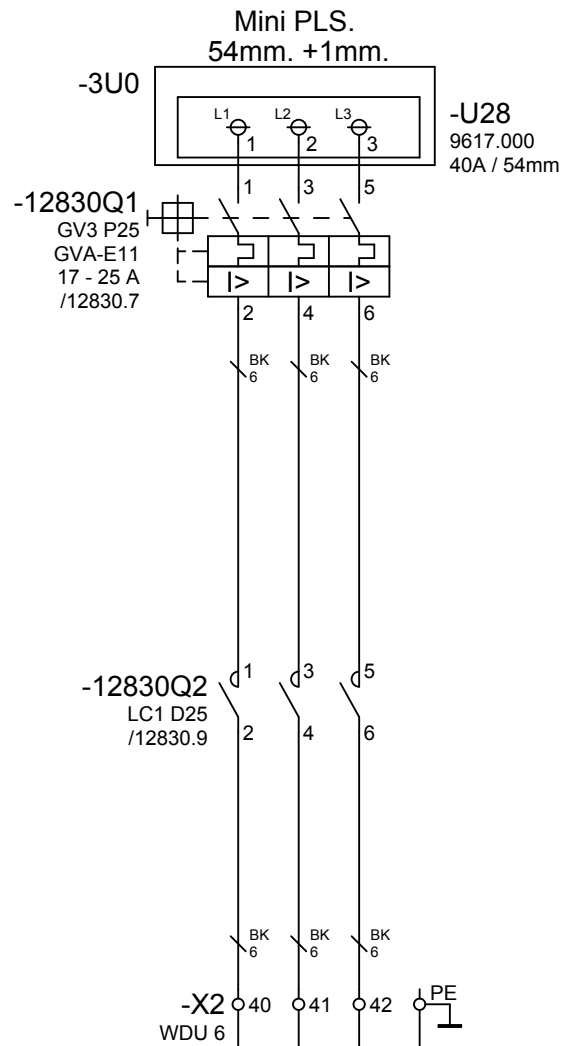 Mini PLS.
54mm. +1mm.
-3U0
L1 L2 L3
1 2 3
-U28
9617.000
40A / 54mm
1 3 5
-12830Q1
GV3 P25
GVA-E11
17 - 25 A
/12830.7
I> I> I>
2 4 6
BK BK BK
6 6 6
1 3 5
-12830Q2
LC1 D25
/12830.9
2 4 6
BK BK BK
6 6 6
-X2 40 41 42 PE
WDU 6